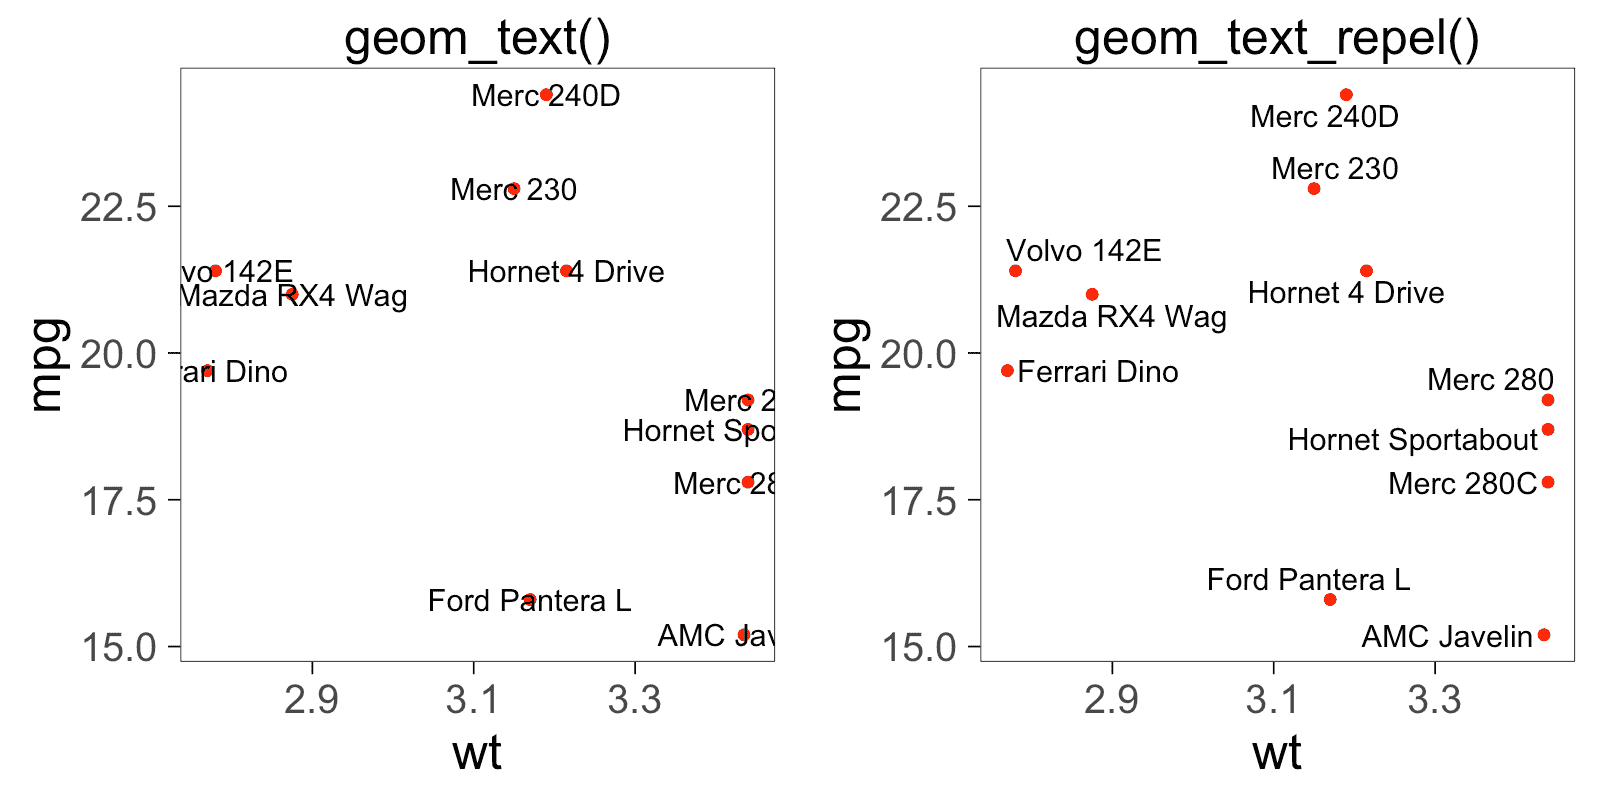 geom_text()
Merc 240D
Merc 230
22.5
vo 142E
Hornet 4 Drive
Mazda RX4 Wag
20.0
rari Dino
Merc 2
Hornet Spo
17.5
Merc 28
Ford Pantera L
AMC Jav
15.0
2.9 3.1 3.3
mpg
wt
geom_text_repel()
Merc 240D
Merc 230
22.5
Volvo 142E
Hornet 4 Drive
Mazda RX4 Wag
20.0
Ferrari Dino
Merc 280
Hornet Sportabout
17.5
Merc 280C
Ford Pantera L
AMC Javelin
15.0
2.9 3.1 3.3
mpg
wt